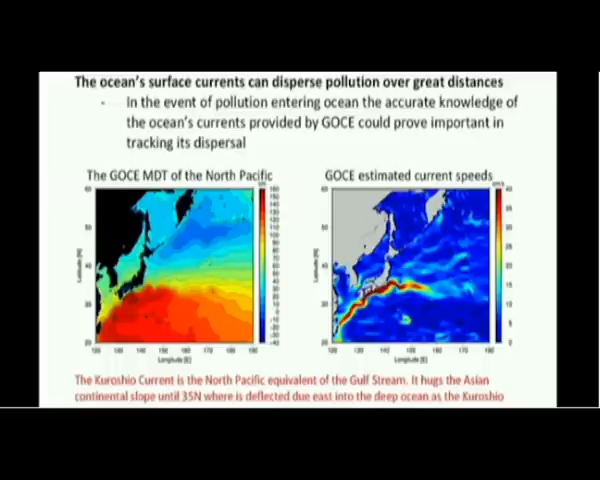 The ocean's surface currents can disperse pollution over great distances
- In the event of pollution entering ocean the accurate knowledge of
the ocean's currents provided by GOCE could prove important in
tracking its dispersal
The GOCE MDT of the North Pacific
GOCE estimated current speeds
Latitude [N]
Longitude [E]
Latitude [N]
Longitude [E]
The Kuroshio Current is the North Pacific equivalent of the Gulf Stream. It hugs the Asian
continental slope until 35N where is deflected due east into the deep ocean as the Kuroshio